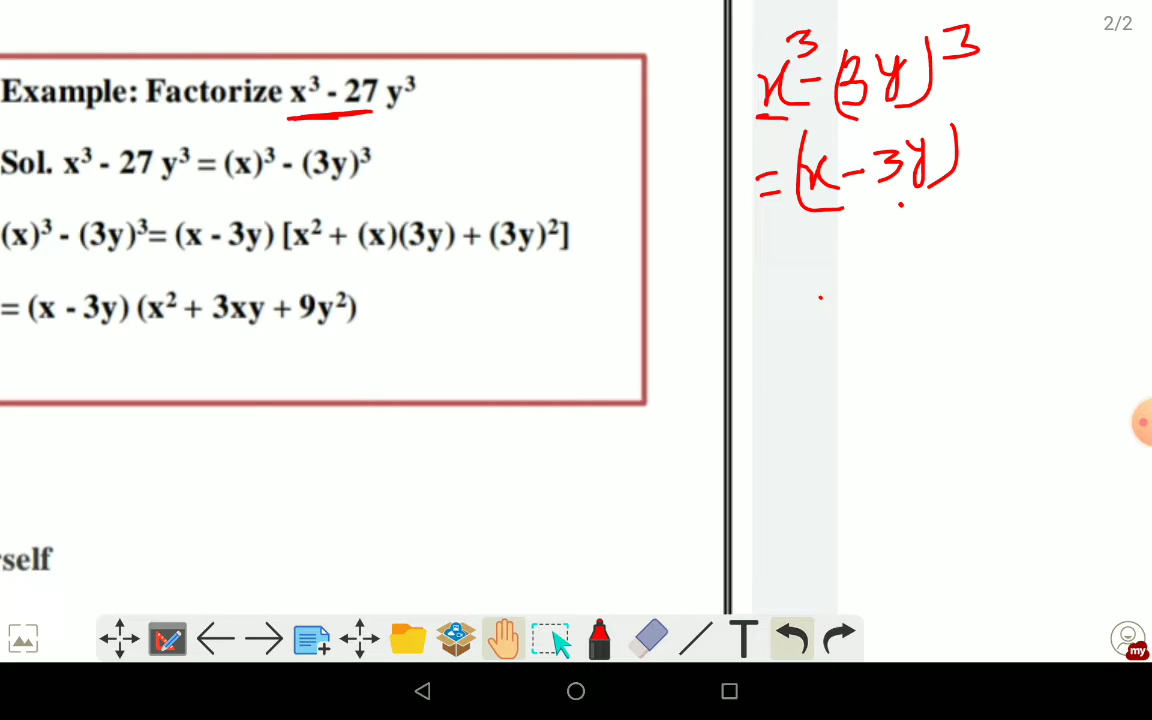 Example: Factorize x³ - 27 y³
Sol. x³ - 27 y³ = (x)³ - (3y)³
(x)³ - (3y)³= (x - 3y) [x² + (x)(3y) + (3y)²]
= (x - 3y) (x² + 3xy + 9y²)
rself
x³ - (3y)³
= (x - 3y)
2/2
T
my